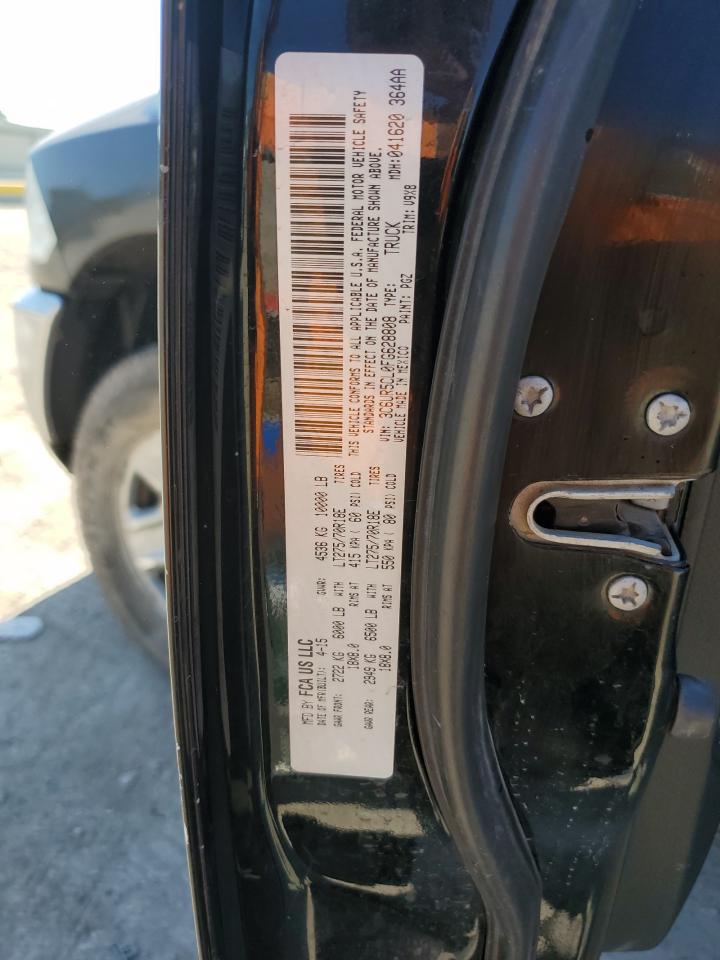 MFD BY FCA US LLC
DATE OF MFR(BUILT): 4-15 GVWR: 4536 KG 10000 LB
GAWR FRONT: 2722 KG 6000 LB WITH TIRES
18X8.0 RIMS AT LT275/70R18E
415 KPA ( 60 PSI) COLD
GAWR REAR: 2949 KG 6500 LB WITH TIRES
18X8.0 RIMS AT LT275/70R18E
550 KPA ( 80 PSI) COLD
THIS VEHICLE CONFORMS TO ALL APPLICABLE U.S.A. FEDERAL MOTOR VEHICLE SAFETY
STANDARDS IN EFFECT ON THE DATE OF MANUFACTURE SHOWN ABOVE.
VIN: 3C6UR5CL0FG628808 TYPE: TRUCK MDH:041620 364AA
VEHICLE MADE IN MEXICO PAINT: PGZ TRIM: V9X8